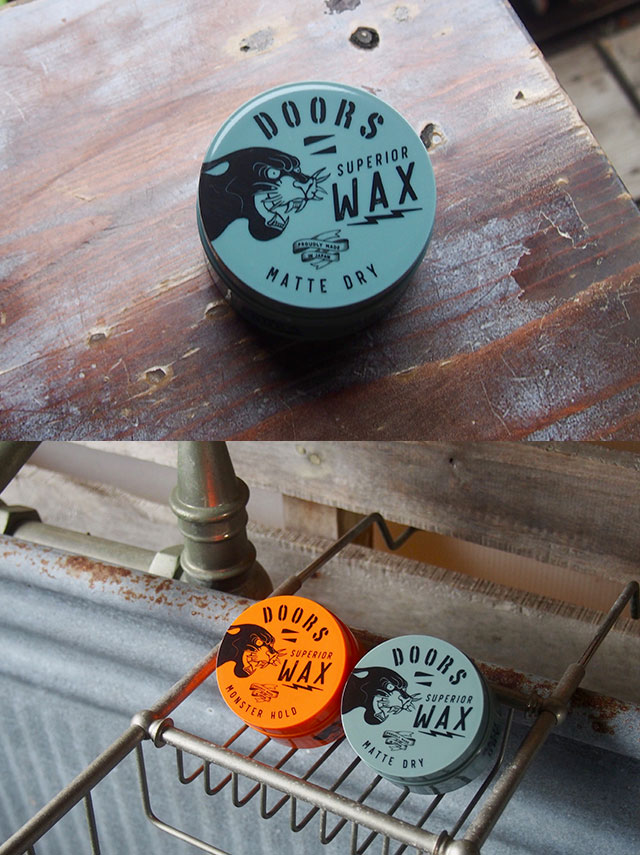 DOORS
SUPERIOR
WAX
PROUDLY MADE
IN JAPAN
MATTE DRY
DOORS
SUPERIOR
WAX
MONSTER HOLD
DOORS
SUPERIOR
WAX
MATTE DRY